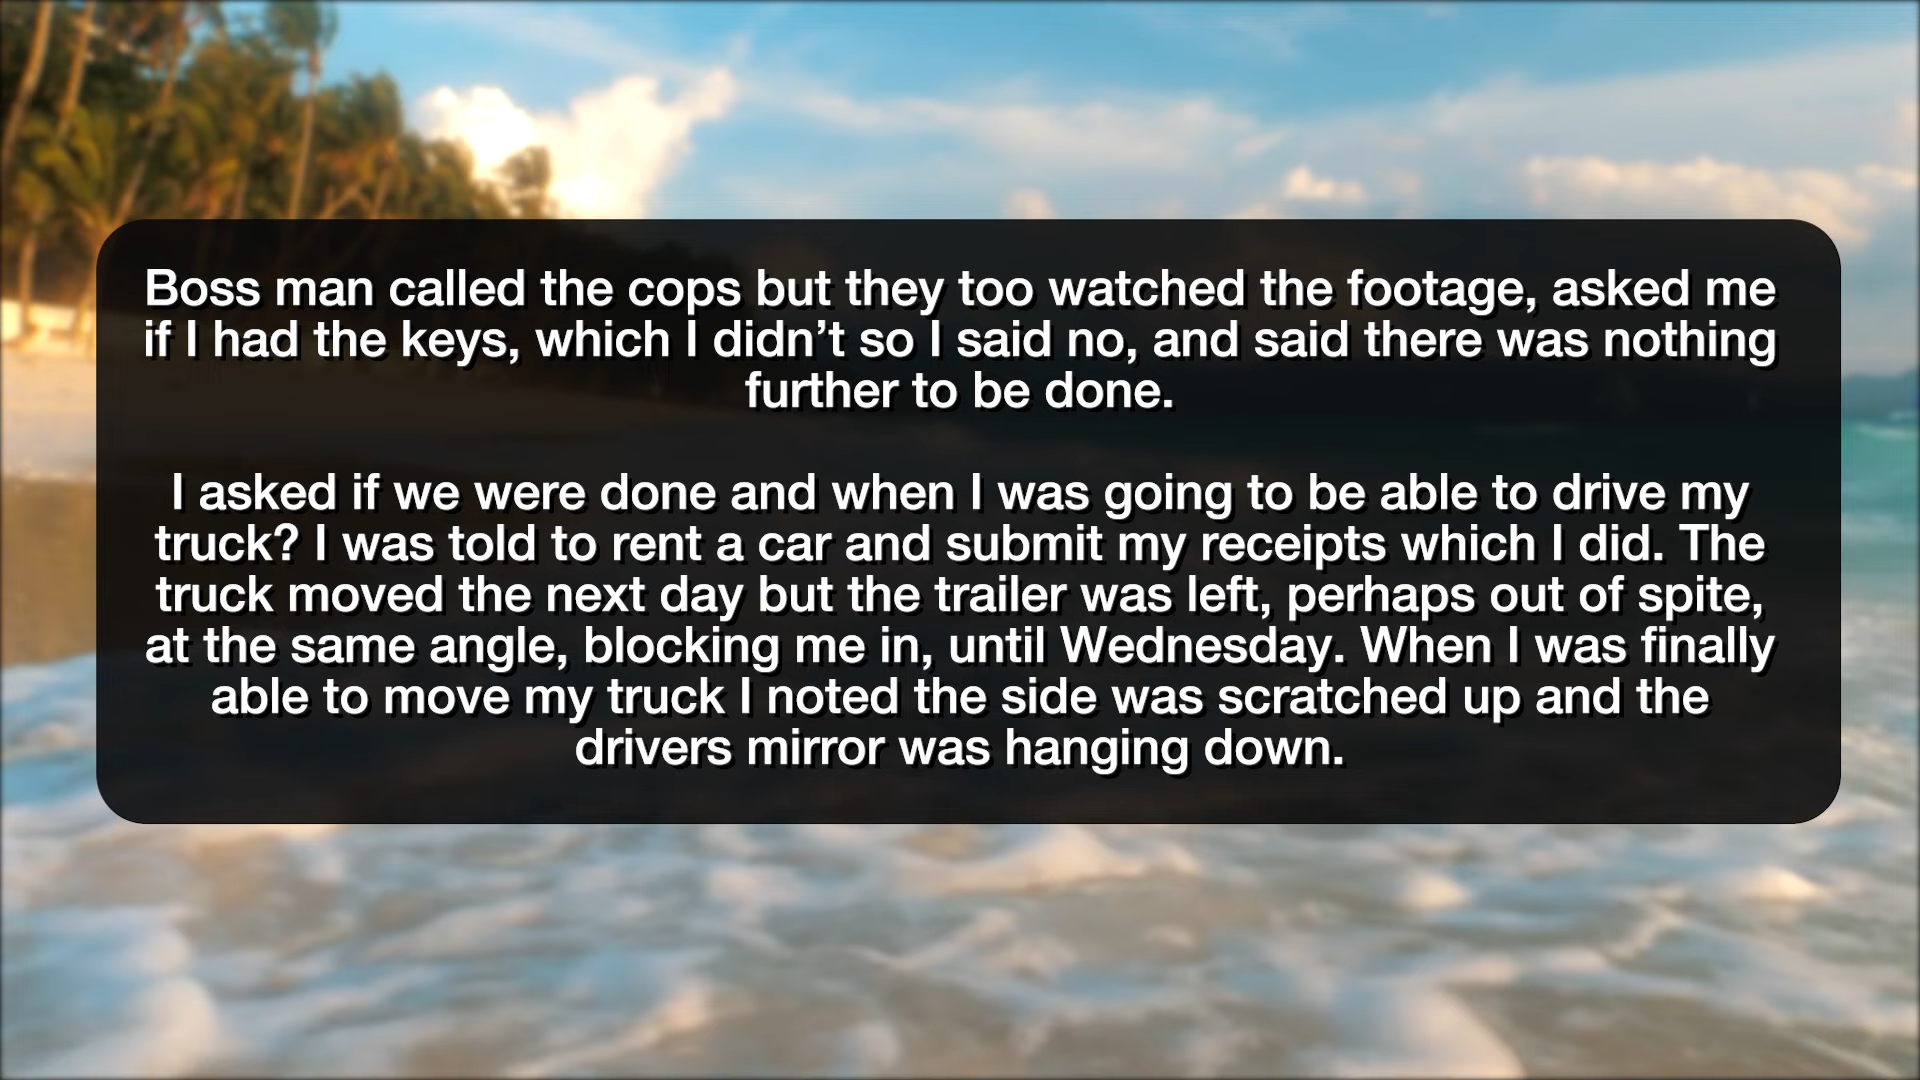 Boss man called the cops but they too watched the footage, asked me
if I had the keys, which I didn’t so I said no, and said there was nothing
further to be done.
I asked if we were done and when I was going to be able to drive my
truck? I was told to rent a car and submit my receipts which I did. The
truck moved the next day but the trailer was left, perhaps out of spite,
at the same angle, blocking me in, until Wednesday. When I was finally
able to move my truck I noted the side was scratched up and the
drivers mirror was hanging down.